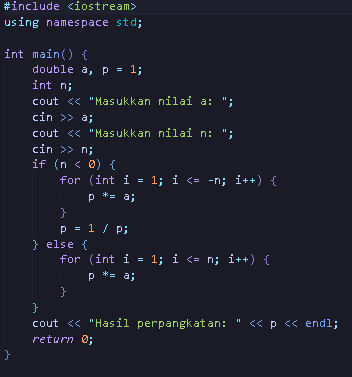 #include <iostream>
using namespace std;

int main() {
    double a, p = 1;
    int n;
    cout << "Masukkan nilai a: ";
    cin >> a;
    cout << "Masukkan nilai n: ";
    cin >> n;
    if (n < 0) {
        for (int i = 1; i <= -n; i++) {
            p *= a;
        }
        p = 1 / p;
    } else {
        for (int i = 1; i <= n; i++) {
            p *= a;
        }
    }
    cout << "Hasil perpangkatan: " << p << endl;
    return 0;
}